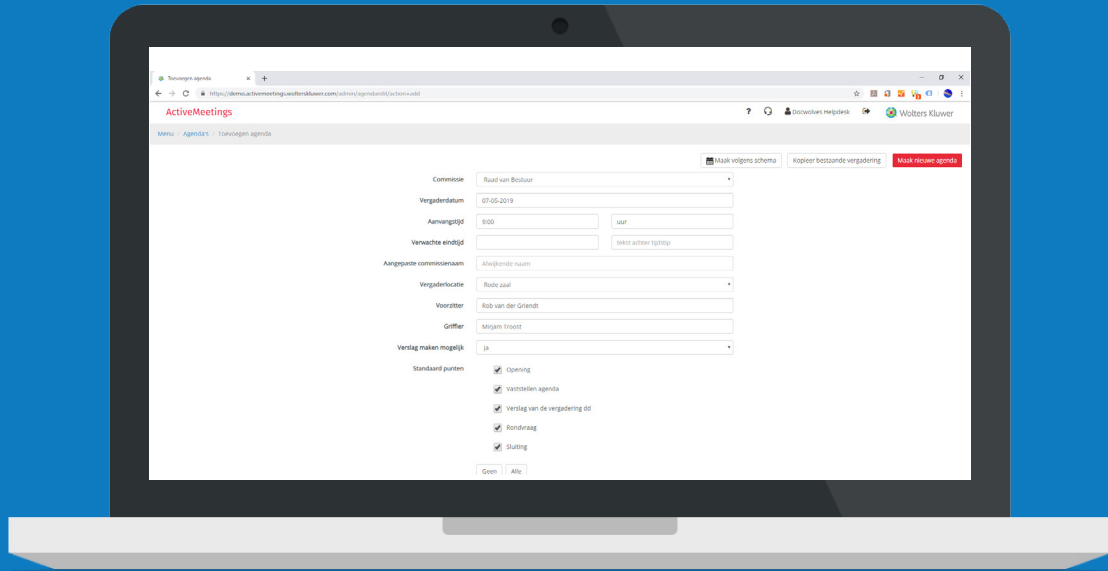 Toevoegen agenda
https://demo.activemeetings.wolterskluwer.com/admin/agendaedit/action=add
ActiveMeetings
? Docwolves Helpdesk Wolters Kluwer
Menu / Agenda's / Toevoegen agenda
Maak volgens schema Kopieer bestaande vergadering Maak nieuwe agenda
Commissie Raad van Bestuur
Vergaderdatum 07-05-2019
Aanvangstijd 9:00 uur
Verwachte eindtijd tekst achter tijdstip
Aangepaste commissienaam Afwijkende naam
Vergaderlocatie Rode zaal
Voorzitter Rob van der Griendt
Griffier Mirjam Troost
Verslag maken mogelijk ja
Standaard punten Opening
Vaststellen agenda
Verslag van de vergadering dd
Rondvraag
Sluiting
Geen Alle